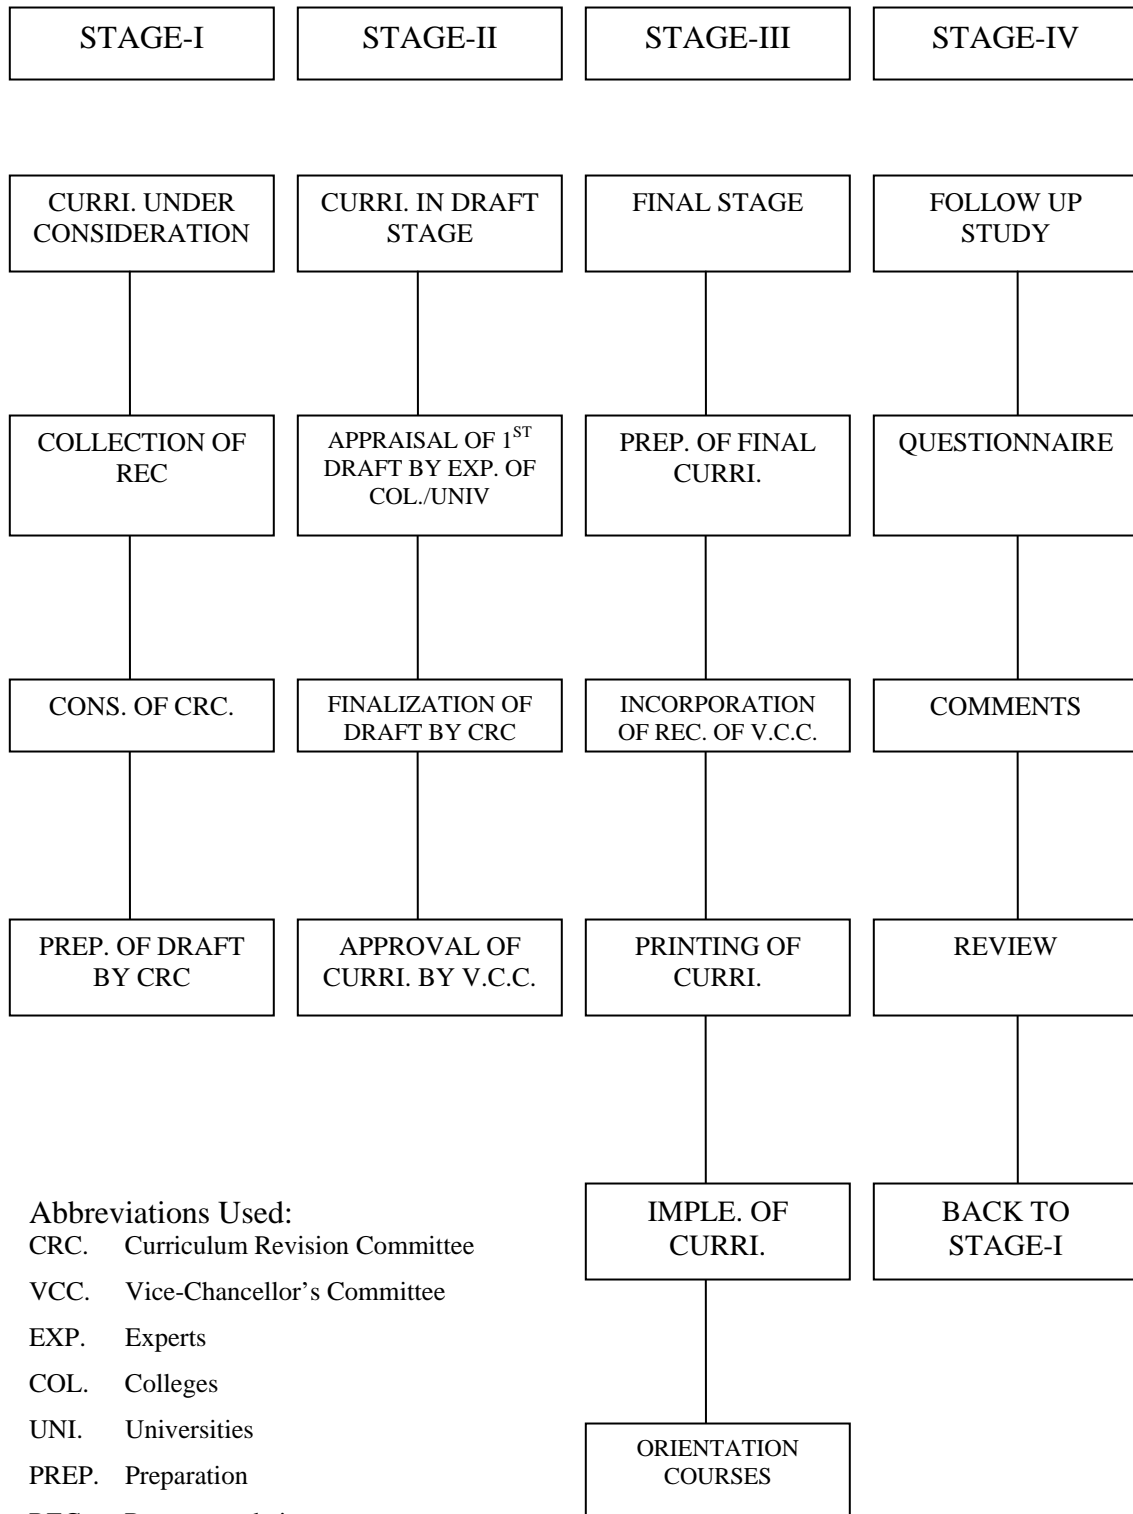 STAGE-I
STAGE-II
STAGE-III
STAGE-IV
CURRI. UNDER
CONSIDERATION
CURRI. IN DRAFT
STAGE
FINAL STAGE
FOLLOW UP
STUDY
COLLECTION OF
REC
APPRAISAL OF 1ST
DRAFT BY EXP. OF
COL./UNIV
PREP. OF FINAL
CURRI.
QUESTIONNAIRE
CONS. OF CRC.
FINALIZATION OF
DRAFT BY CRC
INCORPORATION
OF REC. OF V.C.C.
COMMENTS
PREP. OF DRAFT
BY CRC
APPROVAL OF
CURRI. BY V.C.C.
PRINTING OF
CURRI.
REVIEW
IMPLE. OF
CURRI.
BACK TO
STAGE-I
ORIENTATION
COURSES
Abbreviations Used:
CRC. Curriculum Revision Committee
VCC. Vice-Chancellor’s Committee
EXP. Experts
COL. Colleges
UNI. Universities
PREP. Preparation